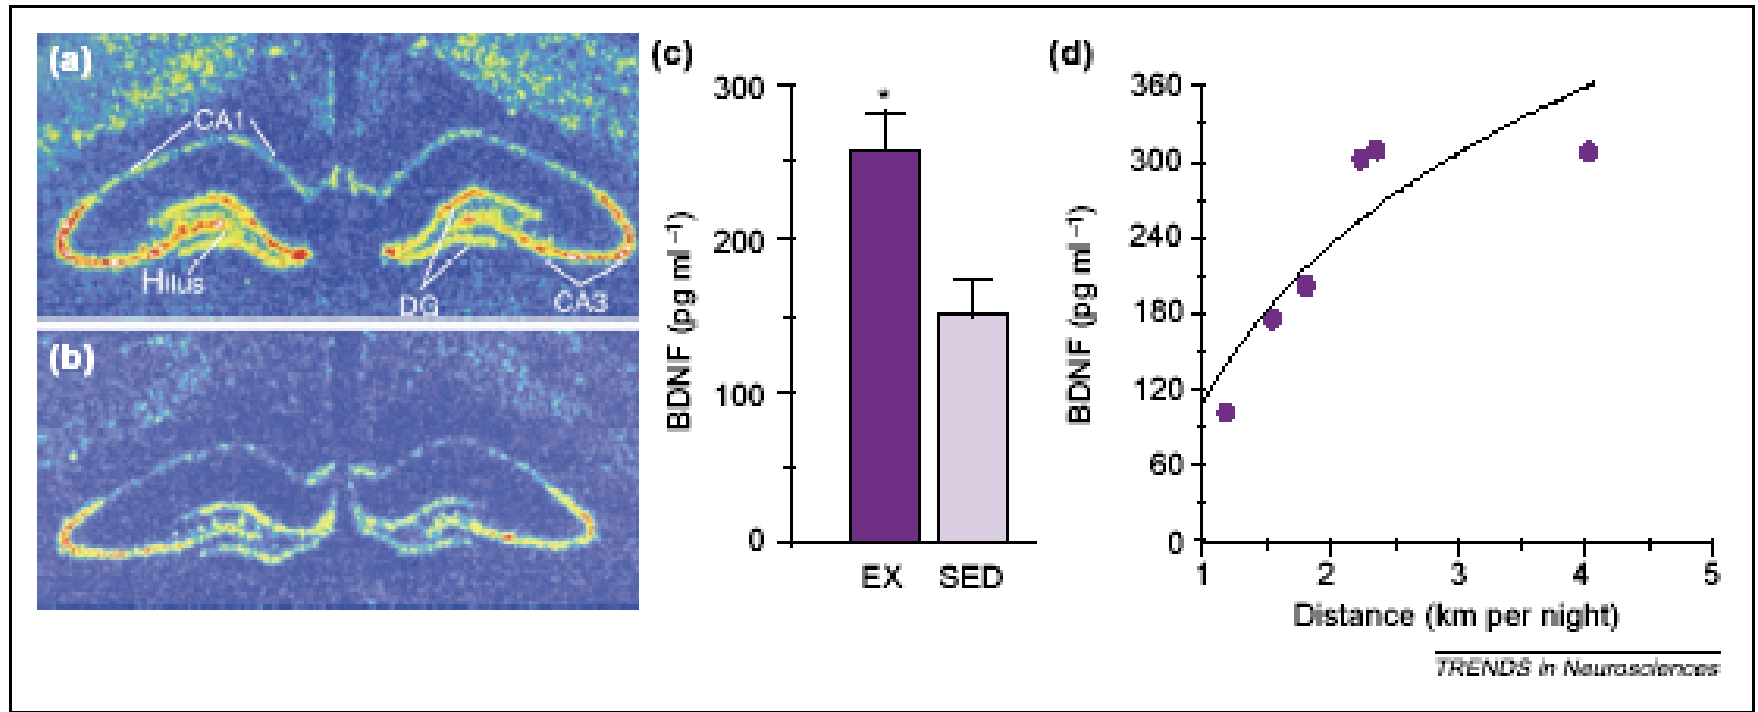 (a)
CA1
Hilus
DG
CA3
(b)
(c)
BDNF (pg ml⁻¹)
300
200
100
0
*
EX SED
(d)
BDNF (pg ml⁻¹)
360
300
240
180
120
60
0
1 2 3 4 5
Distance (km per night)
TRENDS in Neurosciences